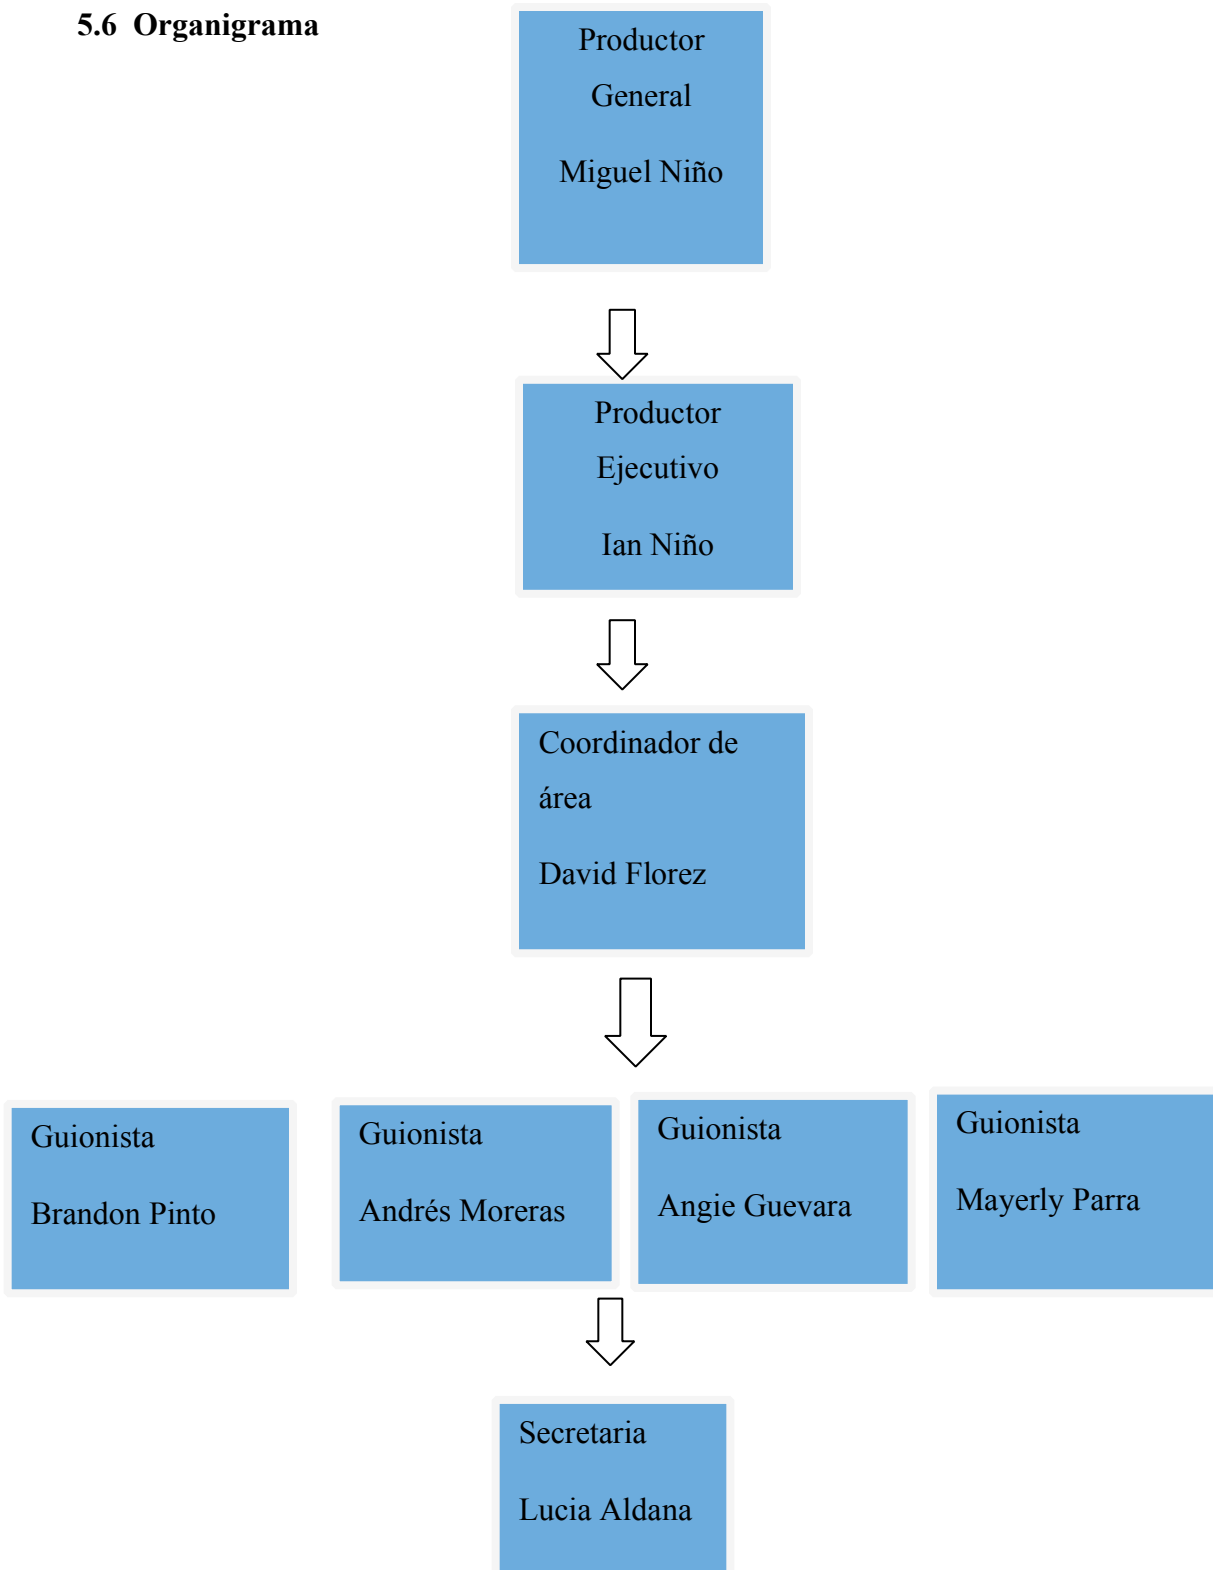 5.6 Organigrama
Productor
General
Miguel Niño
Productor
Ejecutivo
Ian Niño
Coordinador de
área
David Florez
Guionista
Brandon Pinto
Guionista
Andrés Moreras
Guionista
Angie Guevara
Guionista
Mayerly Parra
Secretaria
Lucia Aldana